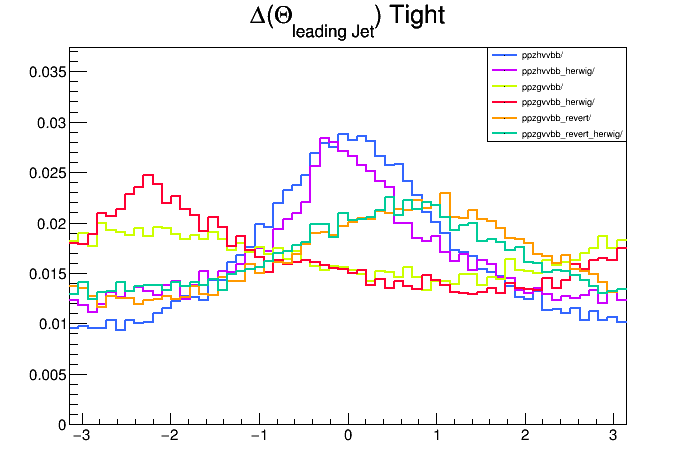 Δ(Θleading Jet) Tight
ppzhvvbb/
ppzhvvbb_herwig/
ppzgvvbb/
ppzgvvbb_herwig/
ppzgvvbb_revert/
ppzgvvbb_revert_herwig/
0.035
0.03
0.025
0.02
0.015
0.01
0.005
0
−3 −2 −1 0 1 2 3